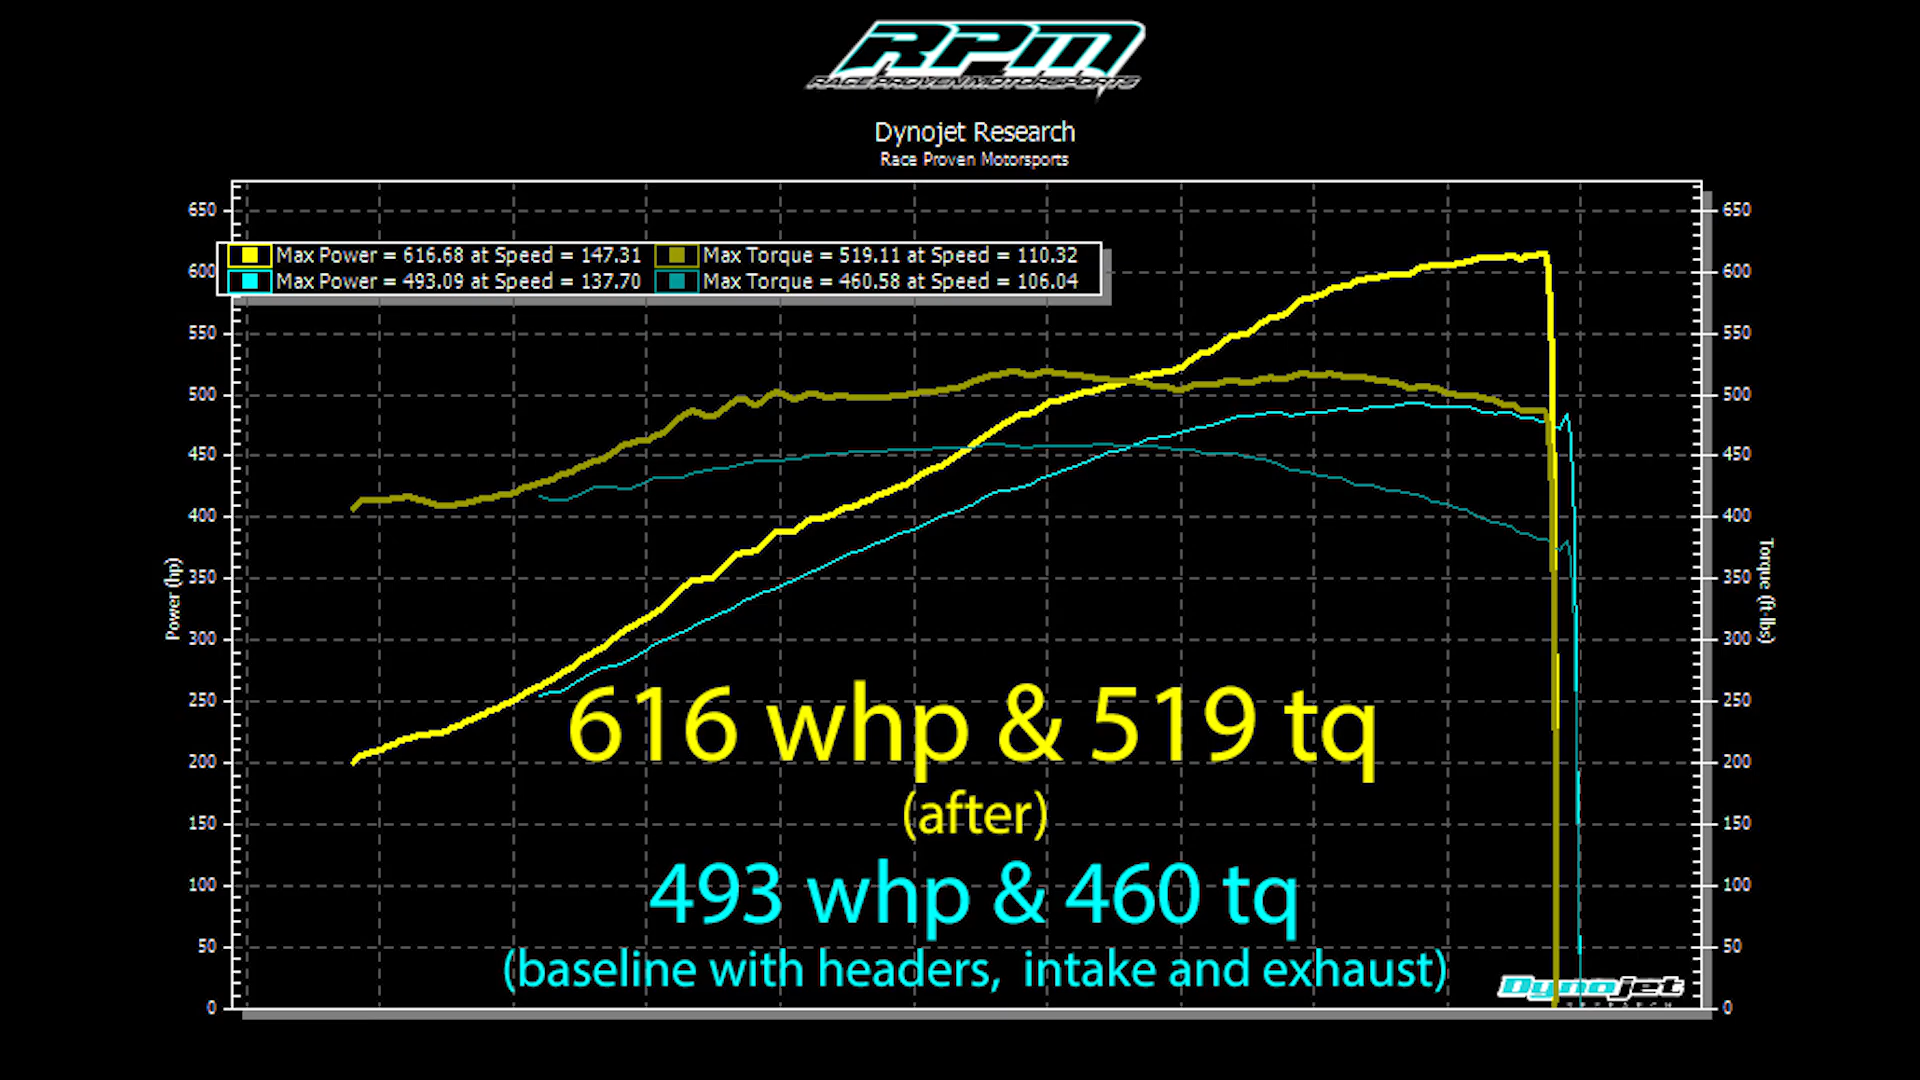 RPM
RACE PROVEN MOTORSPORTS
Dynojet Research
Race Proven Motorsports
Max Power = 616.68 at Speed = 147.31 Max Torque = 519.11 at Speed = 110.32
Max Power = 493.09 at Speed = 137.70 Max Torque = 460.58 at Speed = 106.04
650 650
600 600
550 550
500 500
450 450
400 400
350 350
300 300
250 250
200 200
150 150
100 100
50 50
0 0
Power (hp)
Torque (ft-lbs)
616 whp & 519 tq
(after)
493 whp & 460 tq
(baseline with headers, intake and exhaust)
Dynojet
RESEARCH